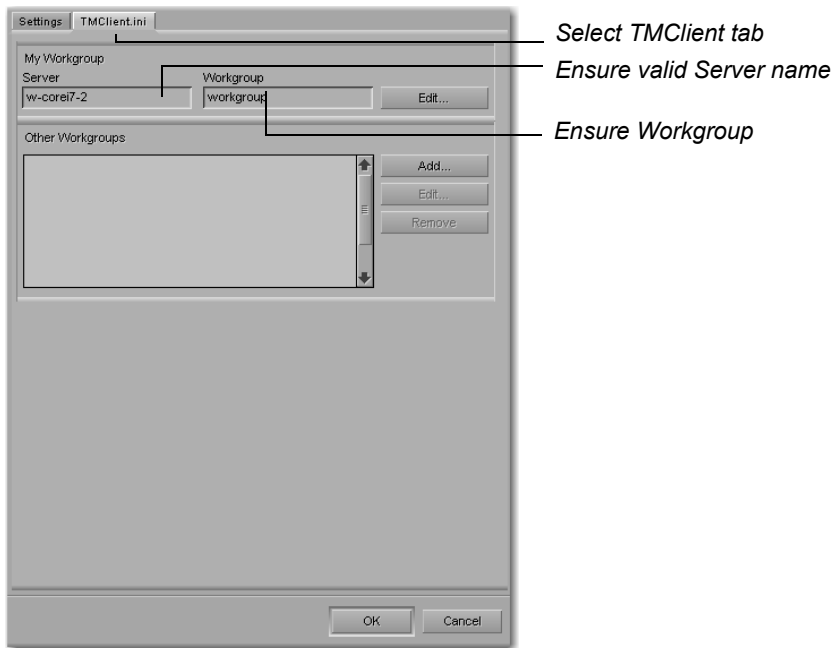 Settings TMClient.ini
Select TMClient tab
My Workgroup
Server Workgroup
Ensure valid Server name
w-corei7-2 workgroup Edit...
Ensure Workgroup
Other Workgroups
Add...
Edit...
Remove
OK Cancel